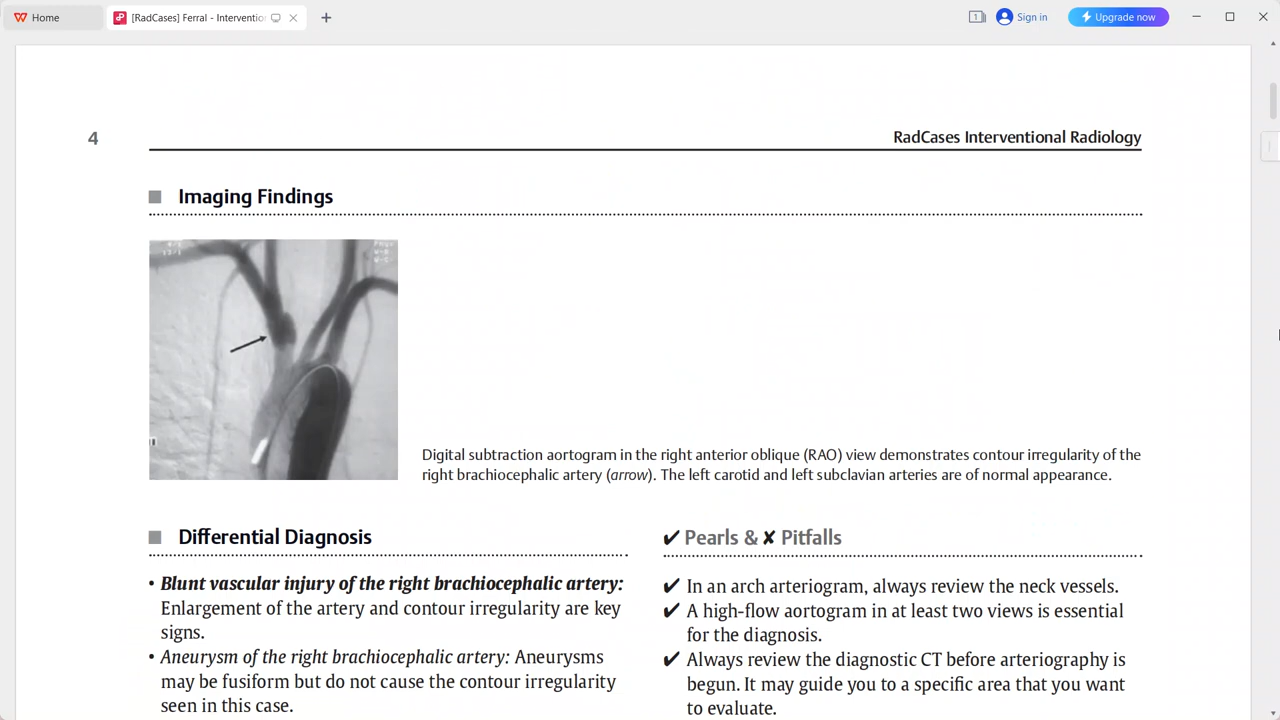 Home
[RadCases] Ferral - Interventio
1
Sign in
Upgrade now
4
RadCases Interventional Radiology
Imaging Findings
Digital subtraction aortogram in the right anterior oblique (RAO) view demonstrates contour irregularity of the
right brachiocephalic artery (arrow). The left carotid and left subclavian arteries are of normal appearance.
Differential Diagnosis
• Blunt vascular injury of the right brachiocephalic artery:
Enlargement of the artery and contour irregularity are key
signs.
• Aneurysm of the right brachiocephalic artery: Aneurysms
may be fusiform but do not cause the contour irregularity
seen in this case.
✔ Pearls & ✘ Pitfalls
✔ In an arch arteriogram, always review the neck vessels.
✔ A high-flow aortogram in at least two views is essential
for the diagnosis.
✔ Always review the diagnostic CT before arteriography is
begun. It may guide you to a specific area that you want
to evaluate.